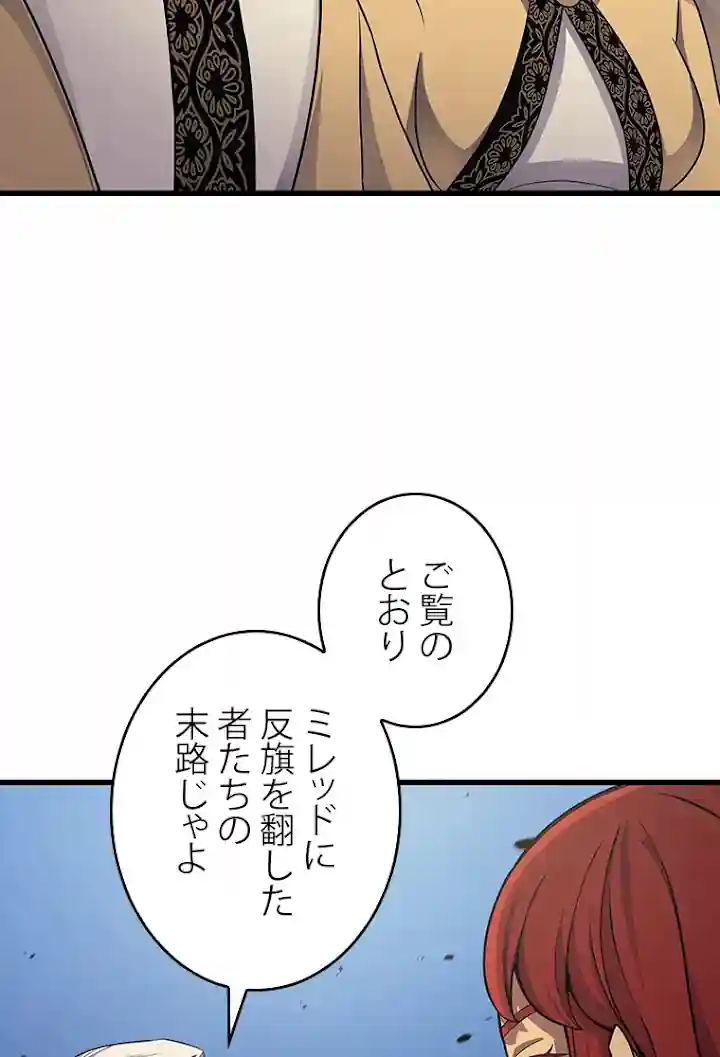 ご覧の
とおり
ミレッドに
反旗を翻した
者たちの
末路じゃよ